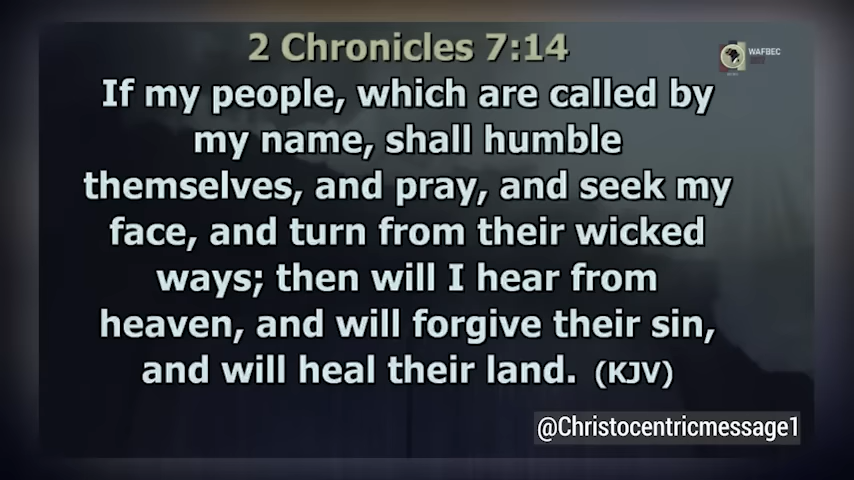 2 Chronicles 7:14
WAFBEC
If my people, which are called by
my name, shall humble
themselves, and pray, and seek my
face, and turn from their wicked
ways; then will I hear from
heaven, and will forgive their sin,
and will heal their land. (KJV)
@Christocentricmessage1